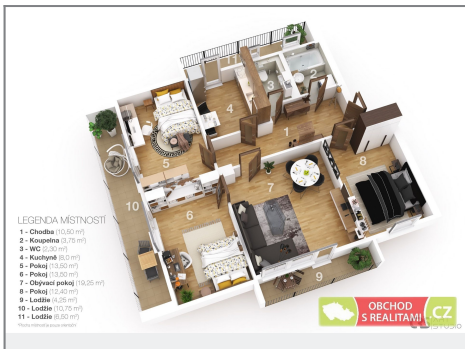 11
2
3
4
1
5
8
7
10
6
9
LEGENDA MÍSTNOSTÍ
1 - Chodba (10,50 m²)
2 - Koupelna (3,75 m²)
3 - WC (2,30 m²)
4 - Kuchyně (8,0 m²)
5 - Pokoj (13,50 m²)
6 - Pokoj (13,50 m²)
7 - Obývací pokoj (19,25 m²)
8 - Pokoj (12,40 m²)
9 - Lodžie (4,25 m²)
10 - Lodžie (10,75 m²)
11 - Lodžie (6,50 m²)
OBCHOD
S REALITAMI
.CZ